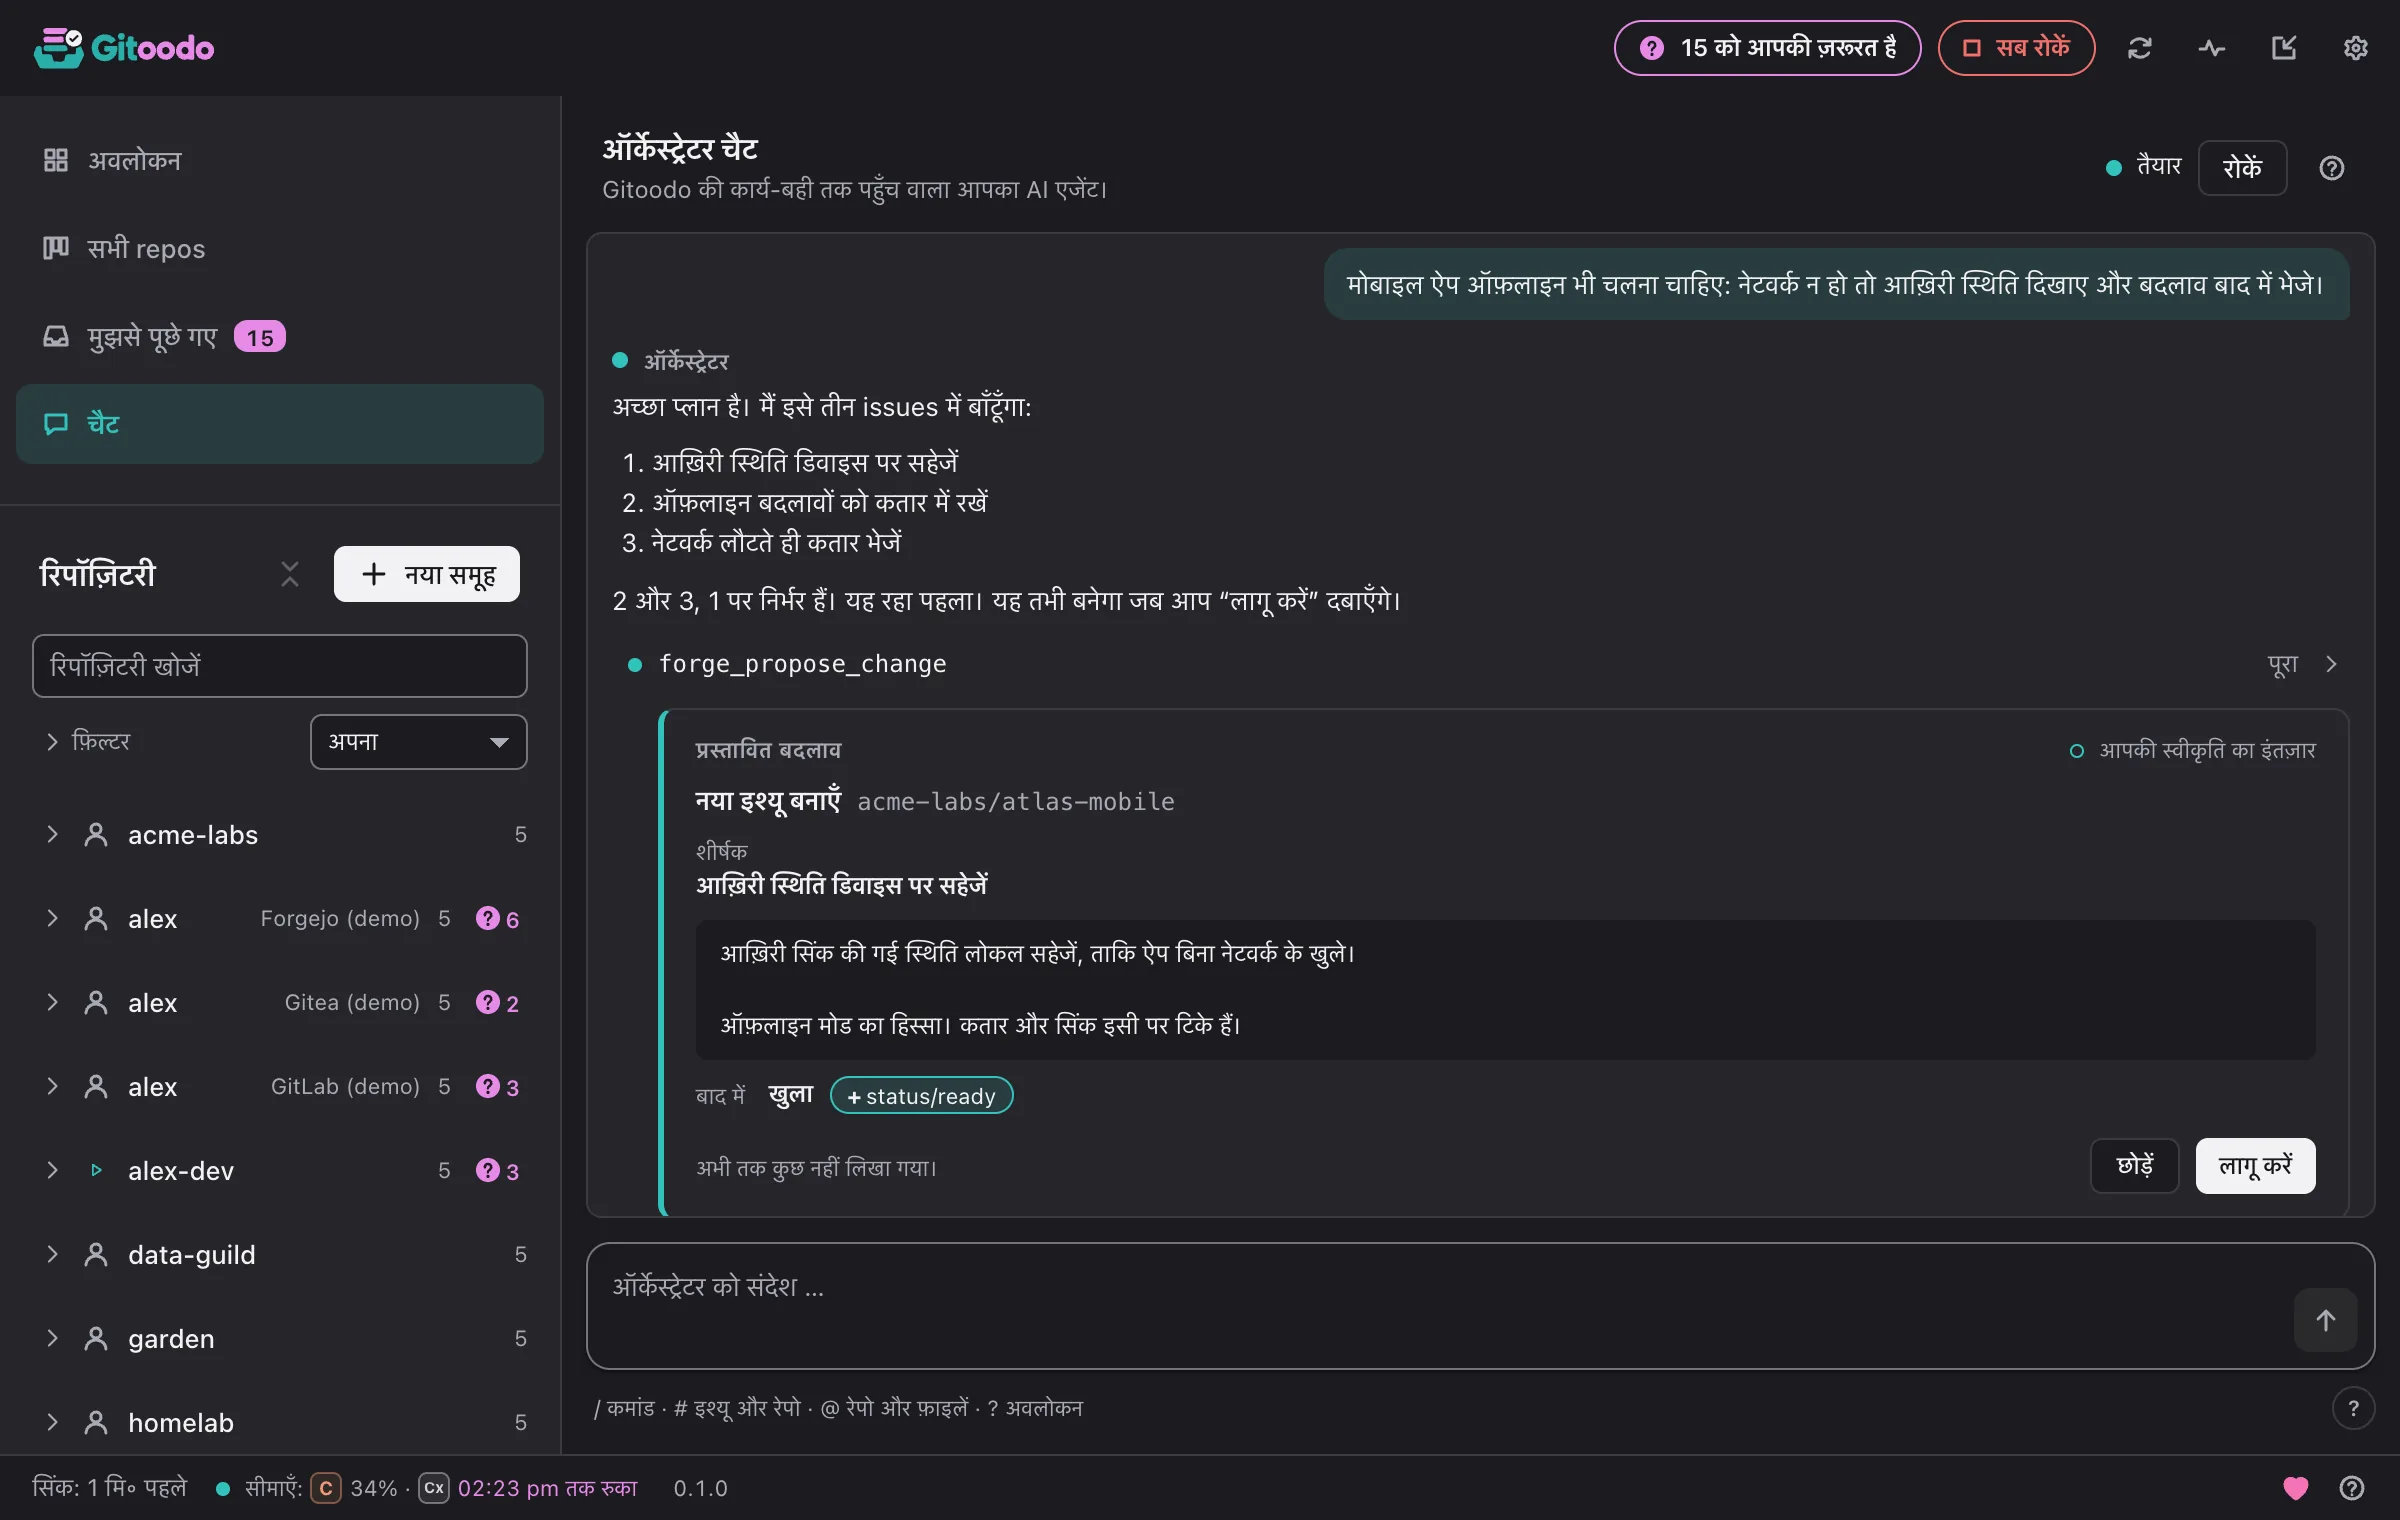 Gitoodo
15 को आपकी ज़रूरत है
सब रोकें
अवलोकन
सभी repos
मुझसे पूछे गए 15
चैट
रिपॉज़िटरी
नया समूह
रिपॉज़िटरी खोजें
फ़िल्टर
अपना
acme-labs 5
alex Forgejo (demo) 5 ? 6
alex Gitea (demo) 5 ? 2
alex GitLab (demo) 5 ? 3
alex-dev 5 ? 3
data-guild 5
garden 5
homelab 5
ऑर्केस्ट्रेटर चैट
Gitoodo की कार्य-बही तक पहुँच वाला आपका AI एजेंट।
तैयार
रोकें
मोबाइल ऐप ऑफ़लाइन भी चलना चाहिए: नेटवर्क न हो तो आख़िरी स्थिति दिखाए और बदलाव बाद में भेजे।
ऑर्केस्ट्रेटर
अच्छा प्लान है। मैं इसे तीन issues में बाँटूँगा:
1. आख़िरी स्थिति डिवाइस पर सहेजें
2. ऑफ़लाइन बदलावों को कतार में रखें
3. नेटवर्क लौटते ही कतार भेजें
2 और 3, 1 पर निर्भर हैं। यह रहा पहला। यह तभी बनेगा जब आप “लागू करें” दबाएँगे।
forge_propose_change
पूरा
प्रस्तावित बदलाव
आपकी स्वीकृति का इंतज़ार
नया इश्यू बनाएँ acme-labs/atlas-mobile
शीर्षक
आख़िरी स्थिति डिवाइस पर सहेजें
आख़िरी सिंक की गई स्थिति लोकल सहेजें, ताकि ऐप बिना नेटवर्क के खुले।
ऑफ़लाइन मोड का हिस्सा। कतार और सिंक इसी पर टिके हैं।
बाद में खुला + status/ready
अभी तक कुछ नहीं लिखा गया।
छोड़ें
लागू करें
ऑर्केस्ट्रेटर को संदेश ...
/ कमांड · # इश्यू और रेपो · @ रेपो और फ़ाइलें · ? अवलोकन
?
सिंक: 1 मि॰ पहले
सीमाएँ: C 34% · Cx 02:23 pm तक रुका
0.1.0